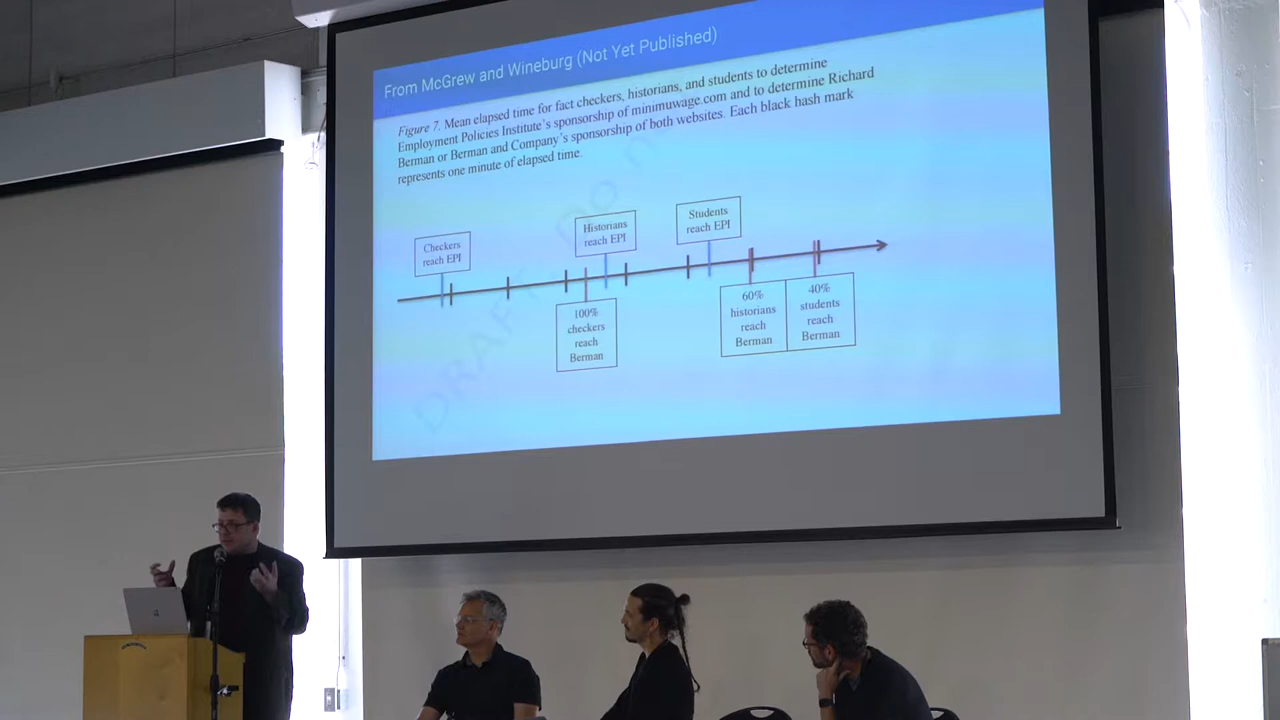 From McGrew and Wineburg (Not Yet Published)
Figure 7. Mean elapsed time for fact checkers, historians, and students to determine
Employment Policies Institute's sponsorship of minimuwage.com and to determine Richard
Berman or Berman and Company's sponsorship of both websites. Each black hash mark
represents one minute of elapsed time.
Checkers
reach EPI
Historians
reach EPI
Students
reach EPI
100%
checkers
reach
Berman
60%
historians
reach
Berman
40%
students
reach
Berman
DRAFT